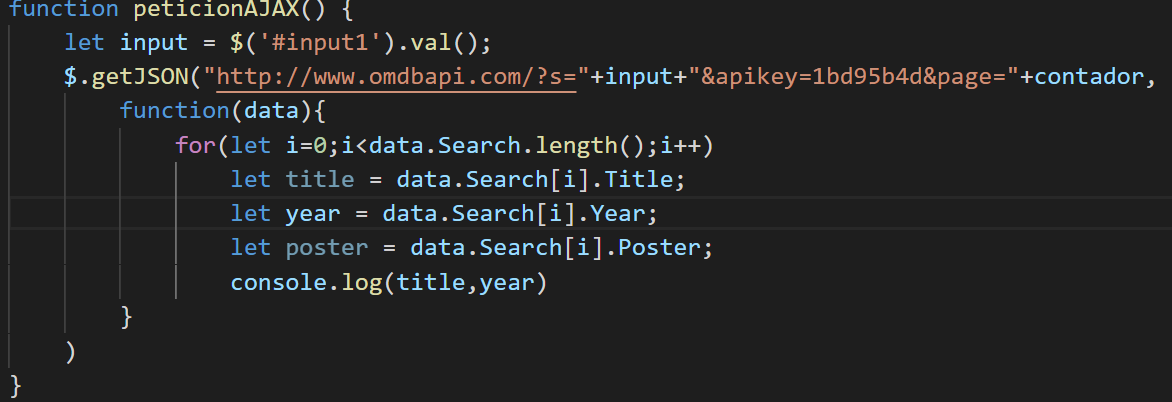 function peticionAJAX() {
let input = $('#input1').val();
$.getJSON("http://www.omdbapi.com/?s="+input+"&apikey=1bd95b4d&page="+contador,
function(data){
for(let i=0;i<data.Search.length();i++)
let title = data.Search[i].Title;
let year = data.Search[i].Year;
let poster = data.Search[i].Poster;
console.log(title,year)
}
)
}